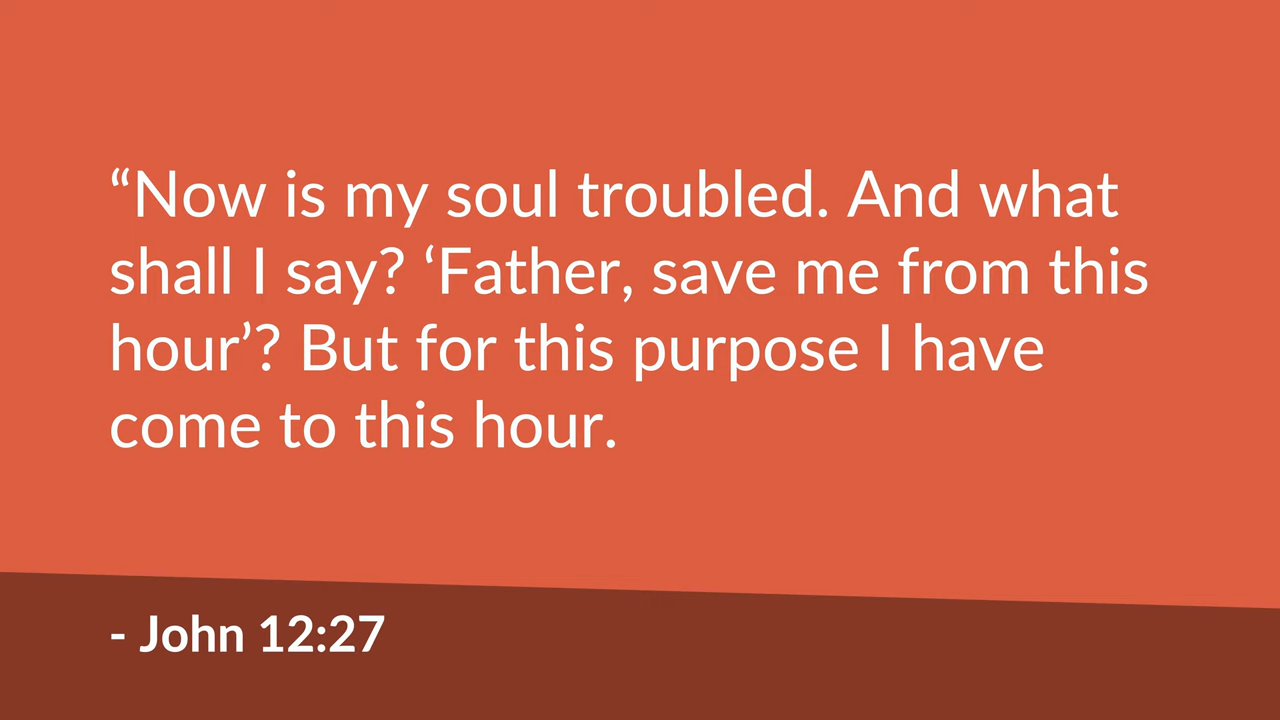 “Now is my soul troubled. And what
shall I say? ‘Father, save me from this
hour’? But for this purpose I have
come to this hour.
- John 12:27